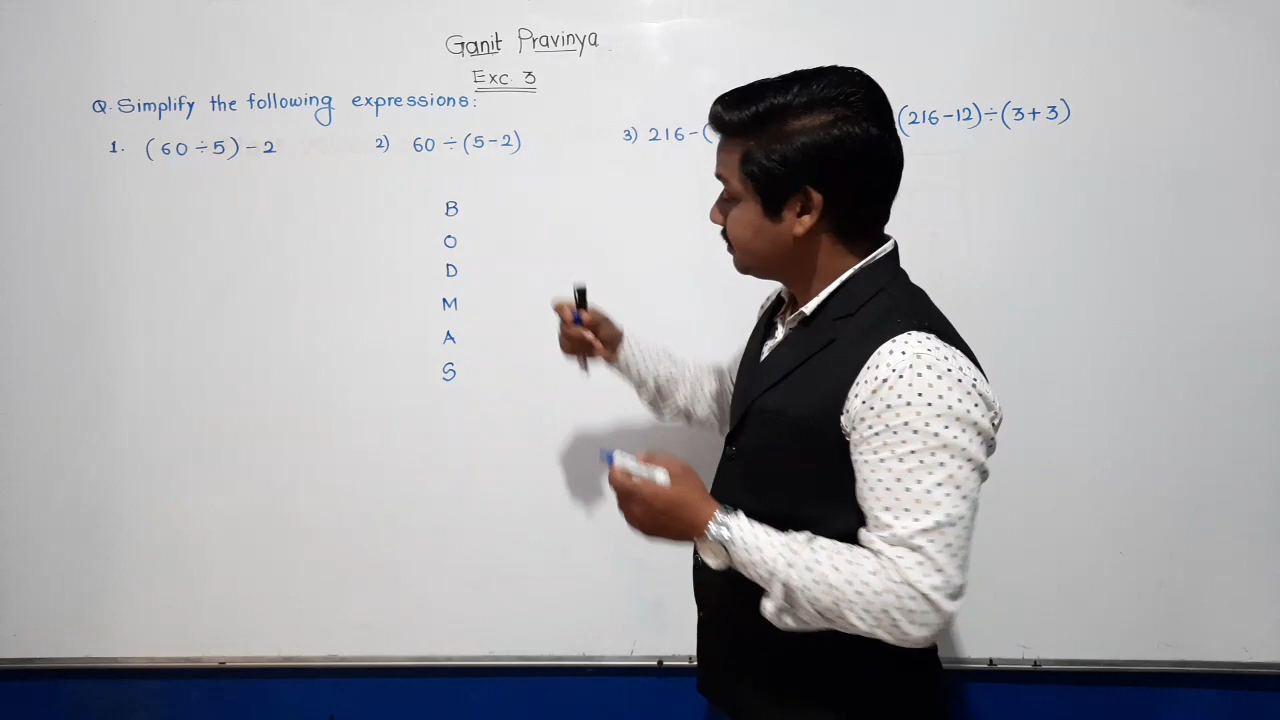 Ganit Pravinya
Exc. 3
Q. Simplify the following expressions:
1. (60 ÷ 5) - 2
2) 60 ÷ (5 - 2)
3) 216 - (
(216 - 12) ÷ (3 + 3)
B
O
D
M
A
S